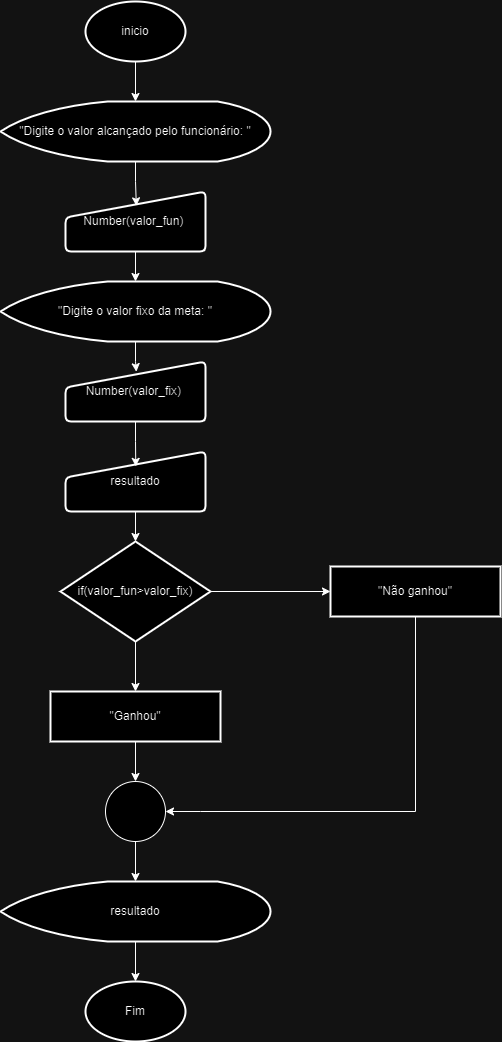 inicio
"Digite o valor alcançado pelo funcionário: "
Number(valor_fun)
"Digite o valor fixo da meta: "
Number(valor_fix)
resultado
if(valor_fun>valor_fix)
"Não ganhou"
"Ganhou"
resultado
Fim